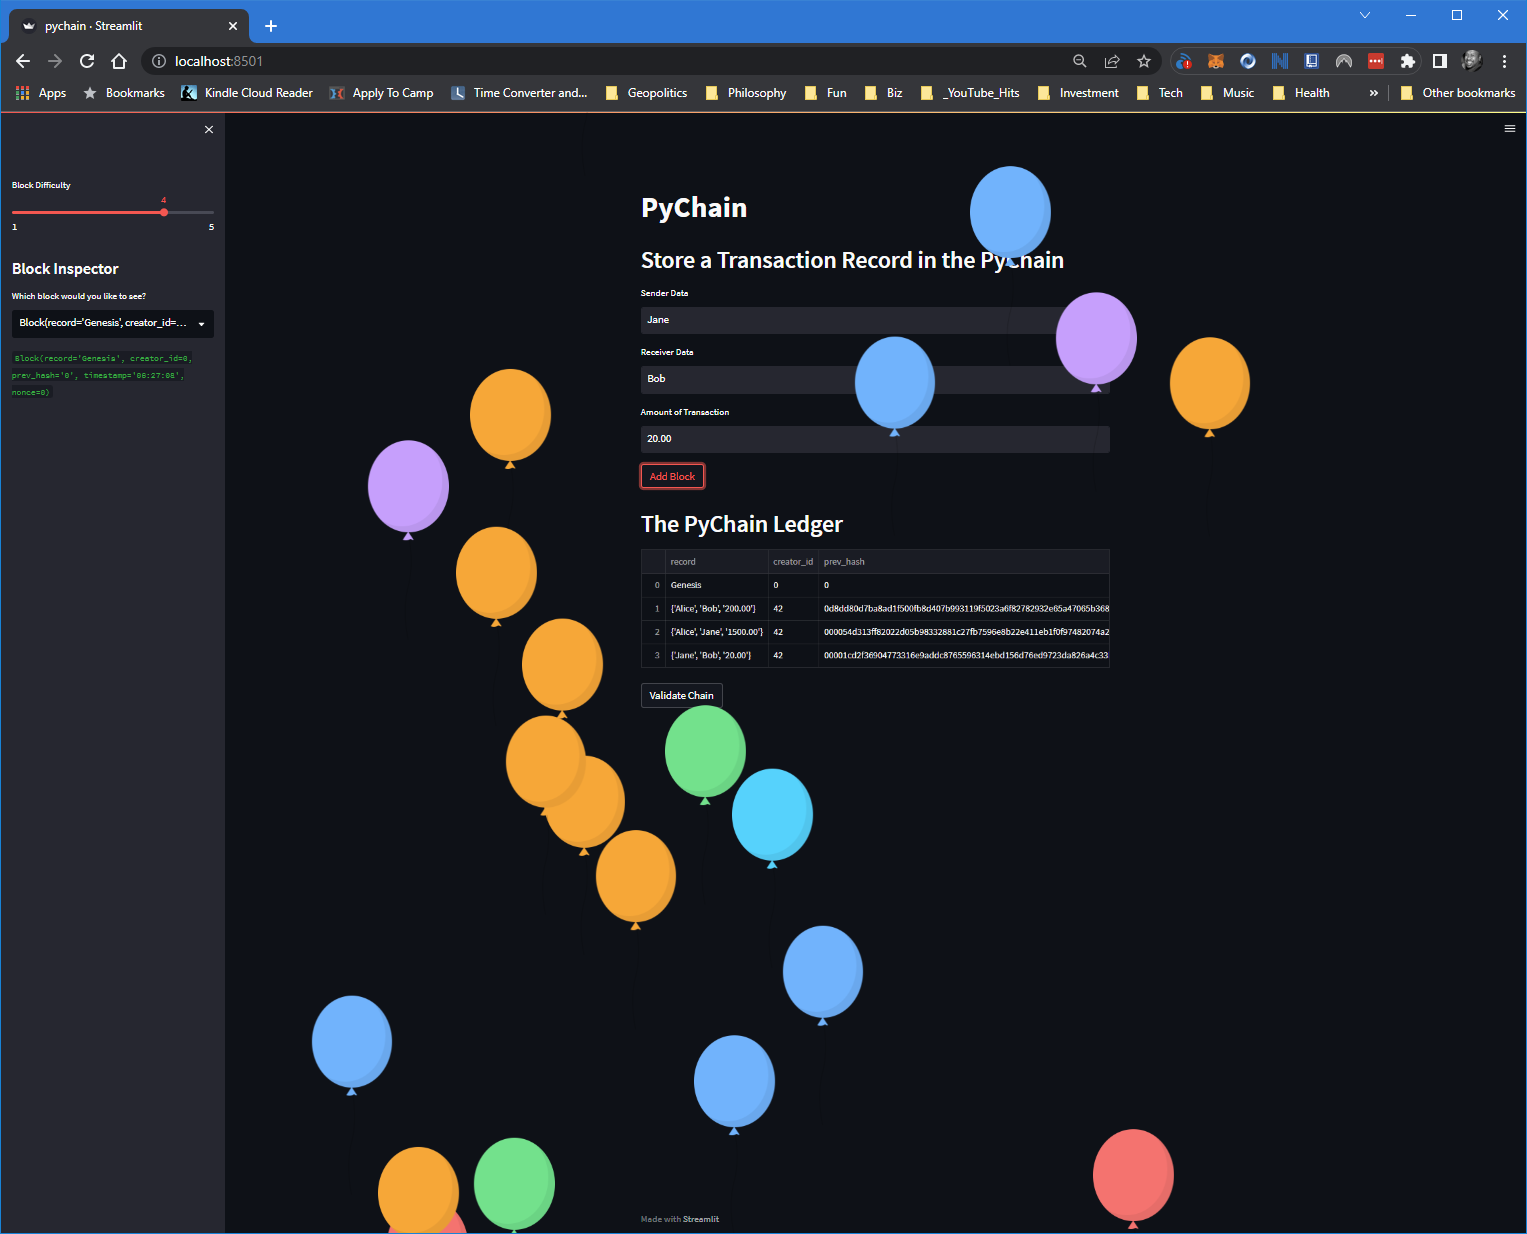 pychain · Streamlit
localhost:8501
Apps
Bookmarks
Kindle Cloud Reader
Apply To Camp
Time Converter and...
Geopolitics
Philosophy
Fun
Biz
_YouTube_Hits
Investment
Tech
Music
Health
Other bookmarks
Block Difficulty
4
1 5
Block Inspector
Which block would you like to see?
Block(record='Genesis', creator_id=...
Block(record='Genesis', creator_id=0,
prev_hash='0', timestamp='06:27:08',
nonce=0)
PyChain
Store a Transaction Record in the PyChain
Sender Data
Jane
Receiver Data
Bob
Amount of Transaction
20.00
Add Block
The PyChain Ledger
record creator_id prev_hash
0 Genesis 0 0
1 {'Alice', 'Bob', '200.00'} 42 0d8dd80d7ba8ad1f500fb8d407b993119f5023a6f82782932e65a47065b368
2 {'Alice', 'Jane', '1500.00'} 42 000054d313ff82022d05b98332881c27fb7596e8b22e411eb1f0f97482074a2
3 {'Jane', 'Bob', '20.00'} 42 00001cd2f36904773316e9addc8765596314ebd156d76ed9723da826a4c33
Validate Chain
Made with Streamlit